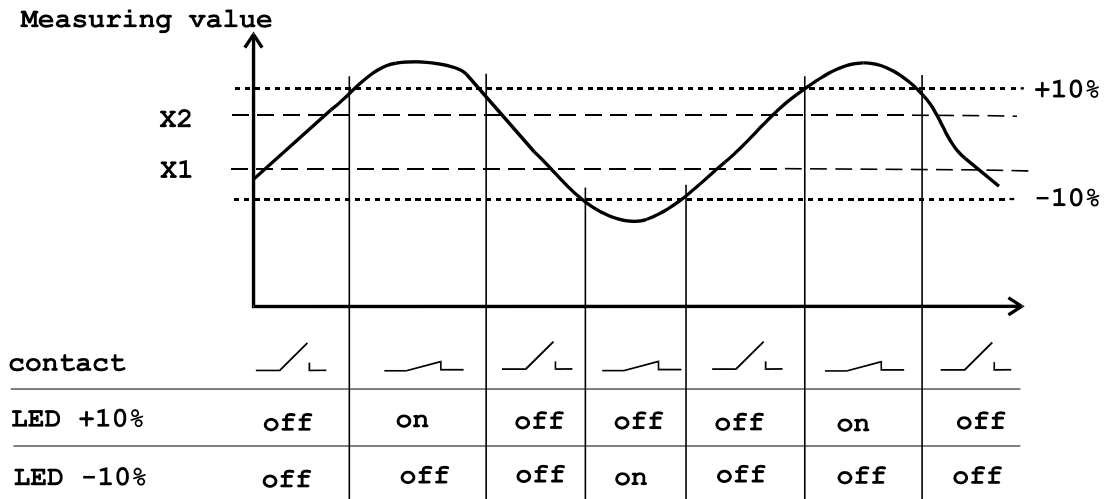 Measuring value
+10%
X2
X1
-10%
contact
LED +10% off on off off off on off
LED -10% off off off on off off off